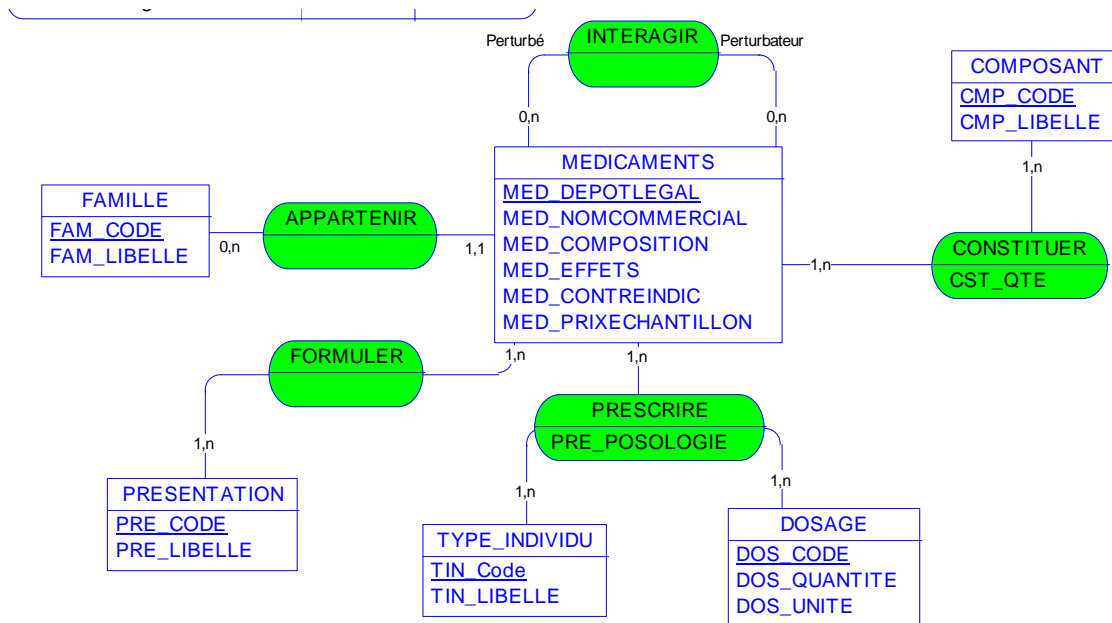 INTERAGIR
Perturbé
Perturbateur
0,n
0,n
COMPOSANT
CMP_CODE
CMP_LIBELLE
1,n
MEDICAMENTS
MED_DEPOTLEGAL
MED_NOMCOMMERCIAL
MED_COMPOSITION
MED_EFFETS
MED_CONTREINDIC
MED_PRIXECHANTILLON
FAMILLE
FAM_CODE
FAM_LIBELLE
0,n
APPARTENIR
1,1
1,n
CONSTITUER
CST_QTE
FORMULER
1,n
1,n
1,n
PRESCRIRE
PRE_POSOLOGIE
PRESENTATION
PRE_CODE
PRE_LIBELLE
1,n
1,n
TYPE_INDIVIDU
TIN_Code
TIN_LIBELLE
DOSAGE
DOS_CODE
DOS_QUANTITE
DOS_UNITE